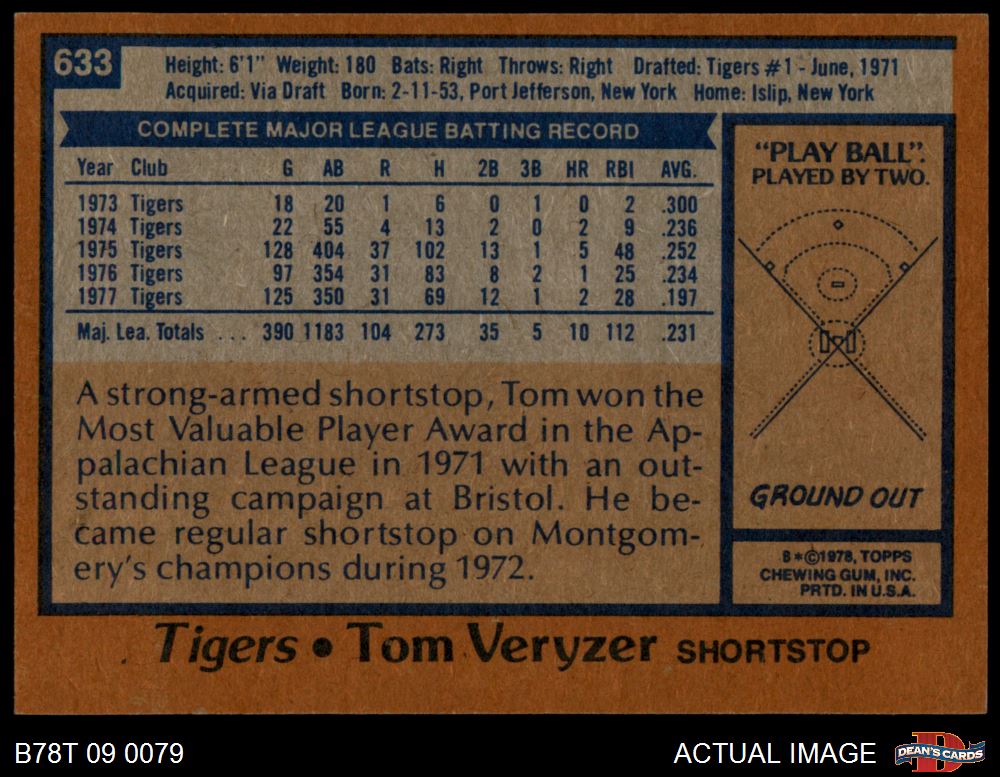 633
Height: 6'1" Weight: 180 Bats: Right Throws: Right Drafted: Tigers #1 - June, 1971
Acquired: Via Draft Born: 2-11-53, Port Jefferson, New York Home: Islip, New York
COMPLETE MAJOR LEAGUE BATTING RECORD
Year Club G AB R H 2B 3B HR RBI AVG.
1973 Tigers 18 20 1 6 0 1 0 2 .300
1974 Tigers 22 55 4 13 2 0 2 9 .236
1975 Tigers 128 404 37 102 13 1 5 48 .252
1976 Tigers 97 354 31 83 8 2 1 25 .234
1977 Tigers 125 350 31 69 12 1 2 28 .197
Maj. Lea. Totals ... 390 1183 104 273 35 5 10 112 .231
A strong-armed shortstop, Tom won the
Most Valuable Player Award in the Ap-
palachian League in 1971 with an out-
standing campaign at Bristol. He be-
came regular shortstop on Montgom-
ery's champions during 1972.
"PLAY BALL".
PLAYED BY TWO.
GROUND OUT
B*©1978, TOPPS
CHEWING GUM, INC.
PRTD. IN U.S.A.
Tigers • Tom Veryzer SHORTSTOP
B78T 09 0079
ACTUAL IMAGE
D
DEAN'S CARDS